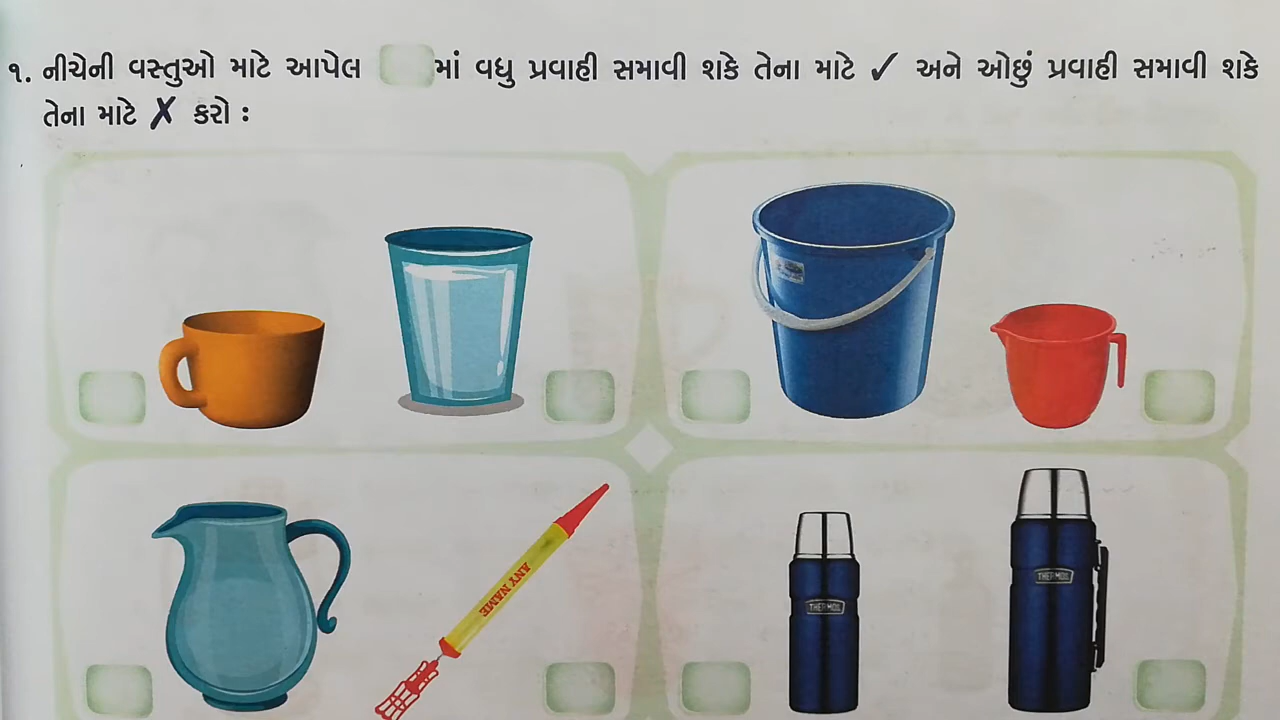 ૧. નીચેની વસ્તુઓ માટે આપેલ માં વધુ પ્રવાહી સમાવી શકે તેના માટે ✓ અને ઓછું પ્રવાહી સમાવી શકે
તેના માટે ✗ કરો :
ANY NAME
THERMOS
THERMOS